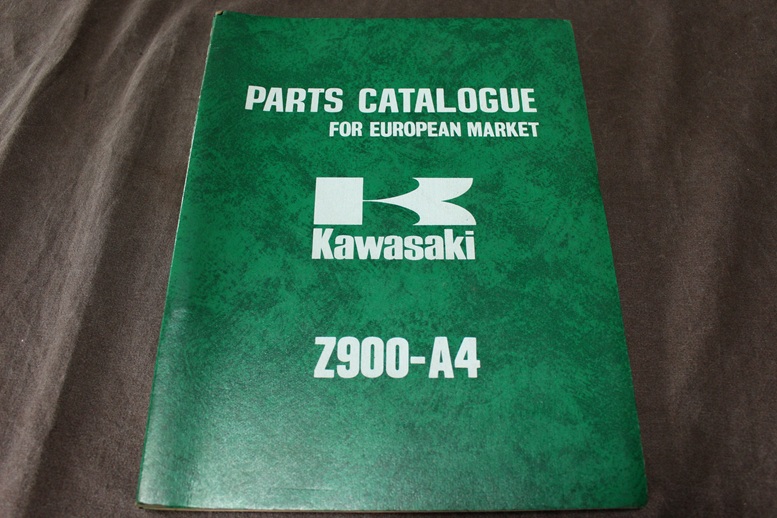 PARTS CATALOGUE
FOR EUROPEAN MARKET
Kawasaki
Z900-A4